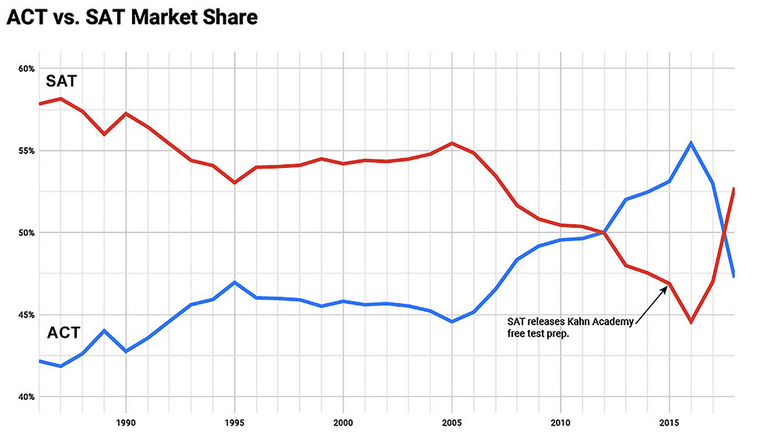 ACT vs. SAT Market Share
60%
SAT
55%
50%
45%
SAT releases Kahn Academy
free test prep.
ACT
40%
1990
1995
2000
2005
2010
2015